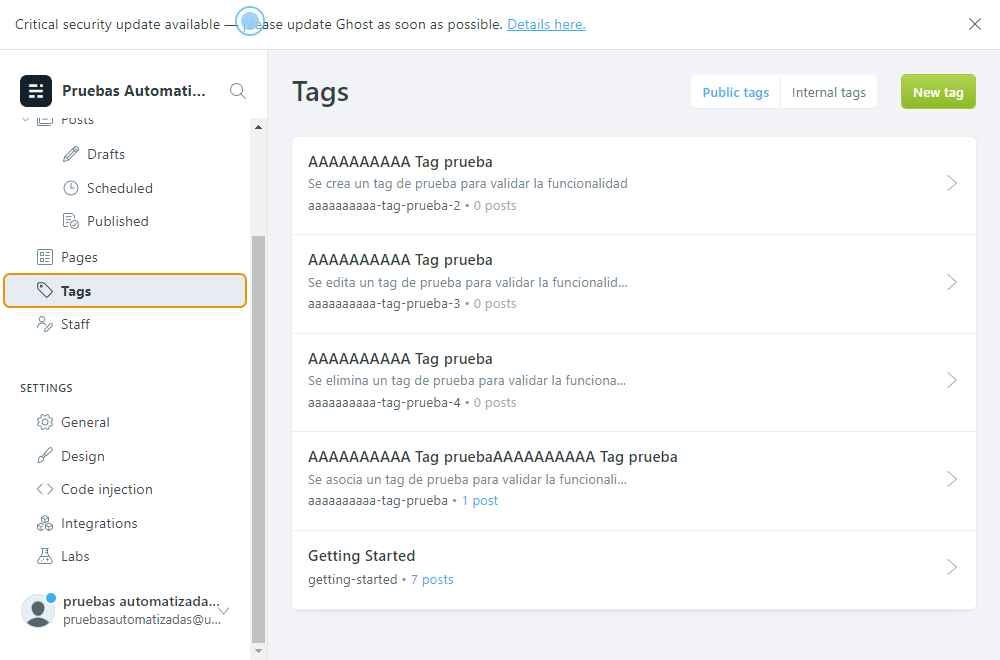 Critical security update available — please update Ghost as soon as possible. Details here.
Pruebas Automati...
Posts
Drafts
Scheduled
Published
Pages
Tags
Staff
SETTINGS
General
Design
Code injection
Integrations
Labs
pruebas automatizada...
pruebasautomatizadas@u...
Tags
Public tags
Internal tags
New tag
AAAAAAAAAA Tag prueba
Se crea un tag de prueba para validar la funcionalidad
aaaaaaaaaa-tag-prueba-2 • 0 posts
AAAAAAAAAA Tag prueba
Se edita un tag de prueba para validar la funcionalid...
aaaaaaaaaa-tag-prueba-3 • 0 posts
AAAAAAAAAA Tag prueba
Se elimina un tag de prueba para validar la funciona...
aaaaaaaaaa-tag-prueba-4 • 0 posts
AAAAAAAAAA Tag pruebaAAAAAAAAAA Tag prueba
Se asocia un tag de prueba para validar la funcionali...
aaaaaaaaaa-tag-prueba • 1 post
Getting Started
getting-started • 7 posts